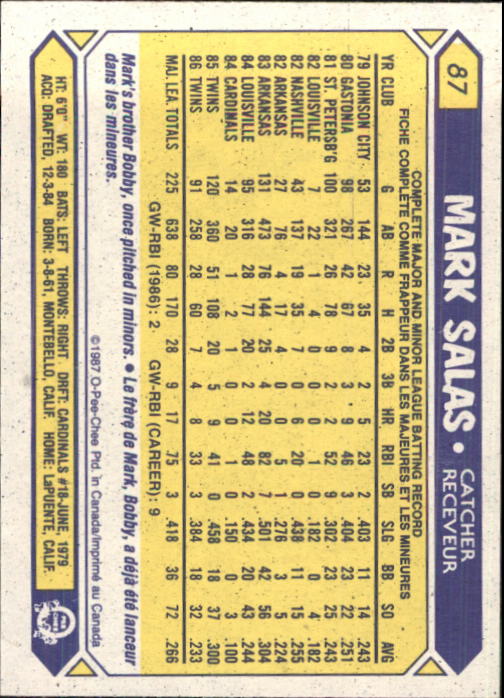 87
MARK SALAS • CATCHER
RECEVEUR
COMPLETE MAJOR AND MINOR LEAGUE BATTING RECORD
FICHE COMPLÈTE COMME FRAPPEUR DANS LES MAJEURES ET LES MINEURES
YR CLUB G AB R H 2B 3B HR RBI SB SLG BB SO AVG
79 JOHNSON CITY 53 144 23 35 4 2 5 23 2 .403 11 14 .243
80 GASTONIA 98 267 42 67 8 3 9 46 3 .404 23 22 .251
81 ST. PETERSB'G 100 321 26 78 9 2 2 52 9 .302 23 25 .243
82 LOUISVILLE 7 22 1 4 0 0 0 1 0 .182 0 4 .182
82 NASHVILLE 43 137 19 35 7 0 6 20 0 .438 11 15 .255
82 ARKANSAS 27 76 4 17 4 0 0 5 1 .276 3 5 .224
83 ARKANSAS 131 473 76 144 25 4 20 82 7 .501 42 56 .304
84 LOUISVILLE 95 316 28 77 20 2 12 48 2 .434 20 43 .244
84 CARDINALS 14 20 1 2 1 0 0 1 0 .150 0 3 .100
85 TWINS 120 360 51 108 20 5 9 41 0 .458 18 37 .300
86 TWINS 91 258 28 60 7 4 8 33 3 .384 18 32 .233
MAJ. LEA. TOTALS 225 638 80 170 28 9 17 75 3 .418 36 72 .266
GW-RBI (1986): 2 GW-RBI (CAREER): 9
Mark's brother Bobby, once pitched in minors. • Le frère de Mark, Bobby, a déjà été lanceur
dans les mineures.
©1987 O-Pee-Chee Ptd. in Canada/Imprimé au Canada
HT: 6'0" WT: 180 BATS: LEFT THROWS: RIGHT DRFT: CARDINALS #18-JUNE, 1979
ACQ: DRAFTED, 12-3-84 BORN: 3-8-61, MONTEBELLO, CALIF. HOME: LaPUENTE, CALIF.
O-PEE-CHEE